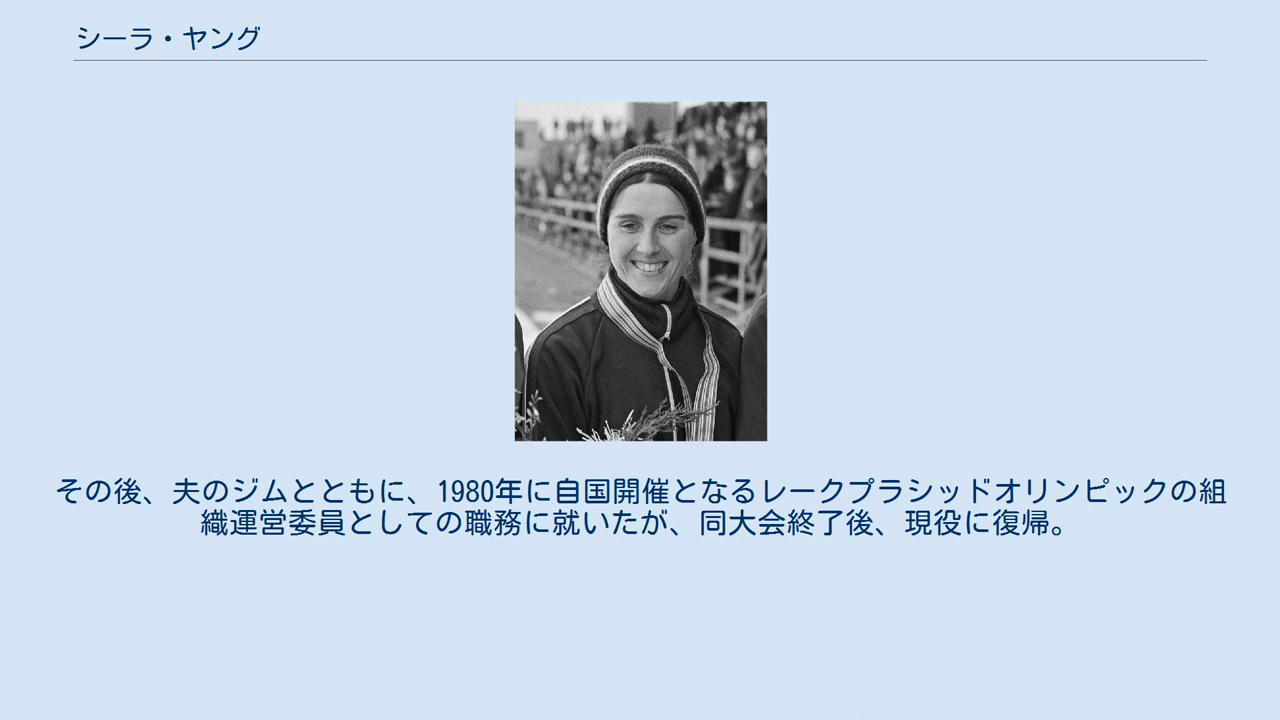 シーラ・ヤング
その後、夫のジムとともに、1980年に自国開催となるレークプラシッドオリンピックの組
織運営委員としての職務に就いたが、同大会終了後、現役に復帰。